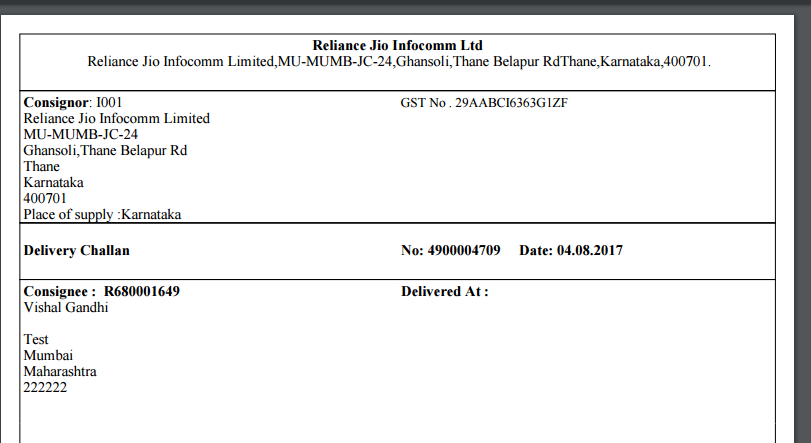 Reliance Jio Infocomm Ltd
Reliance Jio Infocomm Limited,MU-MUMB-JC-24,Ghansoli,Thane Belapur RdThane,Karnataka,400701.
Consignor: I001
GST No . 29AABCI6363G1ZF
Reliance Jio Infocomm Limited
MU-MUMB-JC-24
Ghansoli,Thane Belapur Rd
Thane
Karnataka
400701
Place of supply :Karnataka
Delivery Challan
No: 4900004709 Date: 04.08.2017
Consignee : R680001649
Delivered At :
Vishal Gandhi
Test
Mumbai
Maharashtra
222222